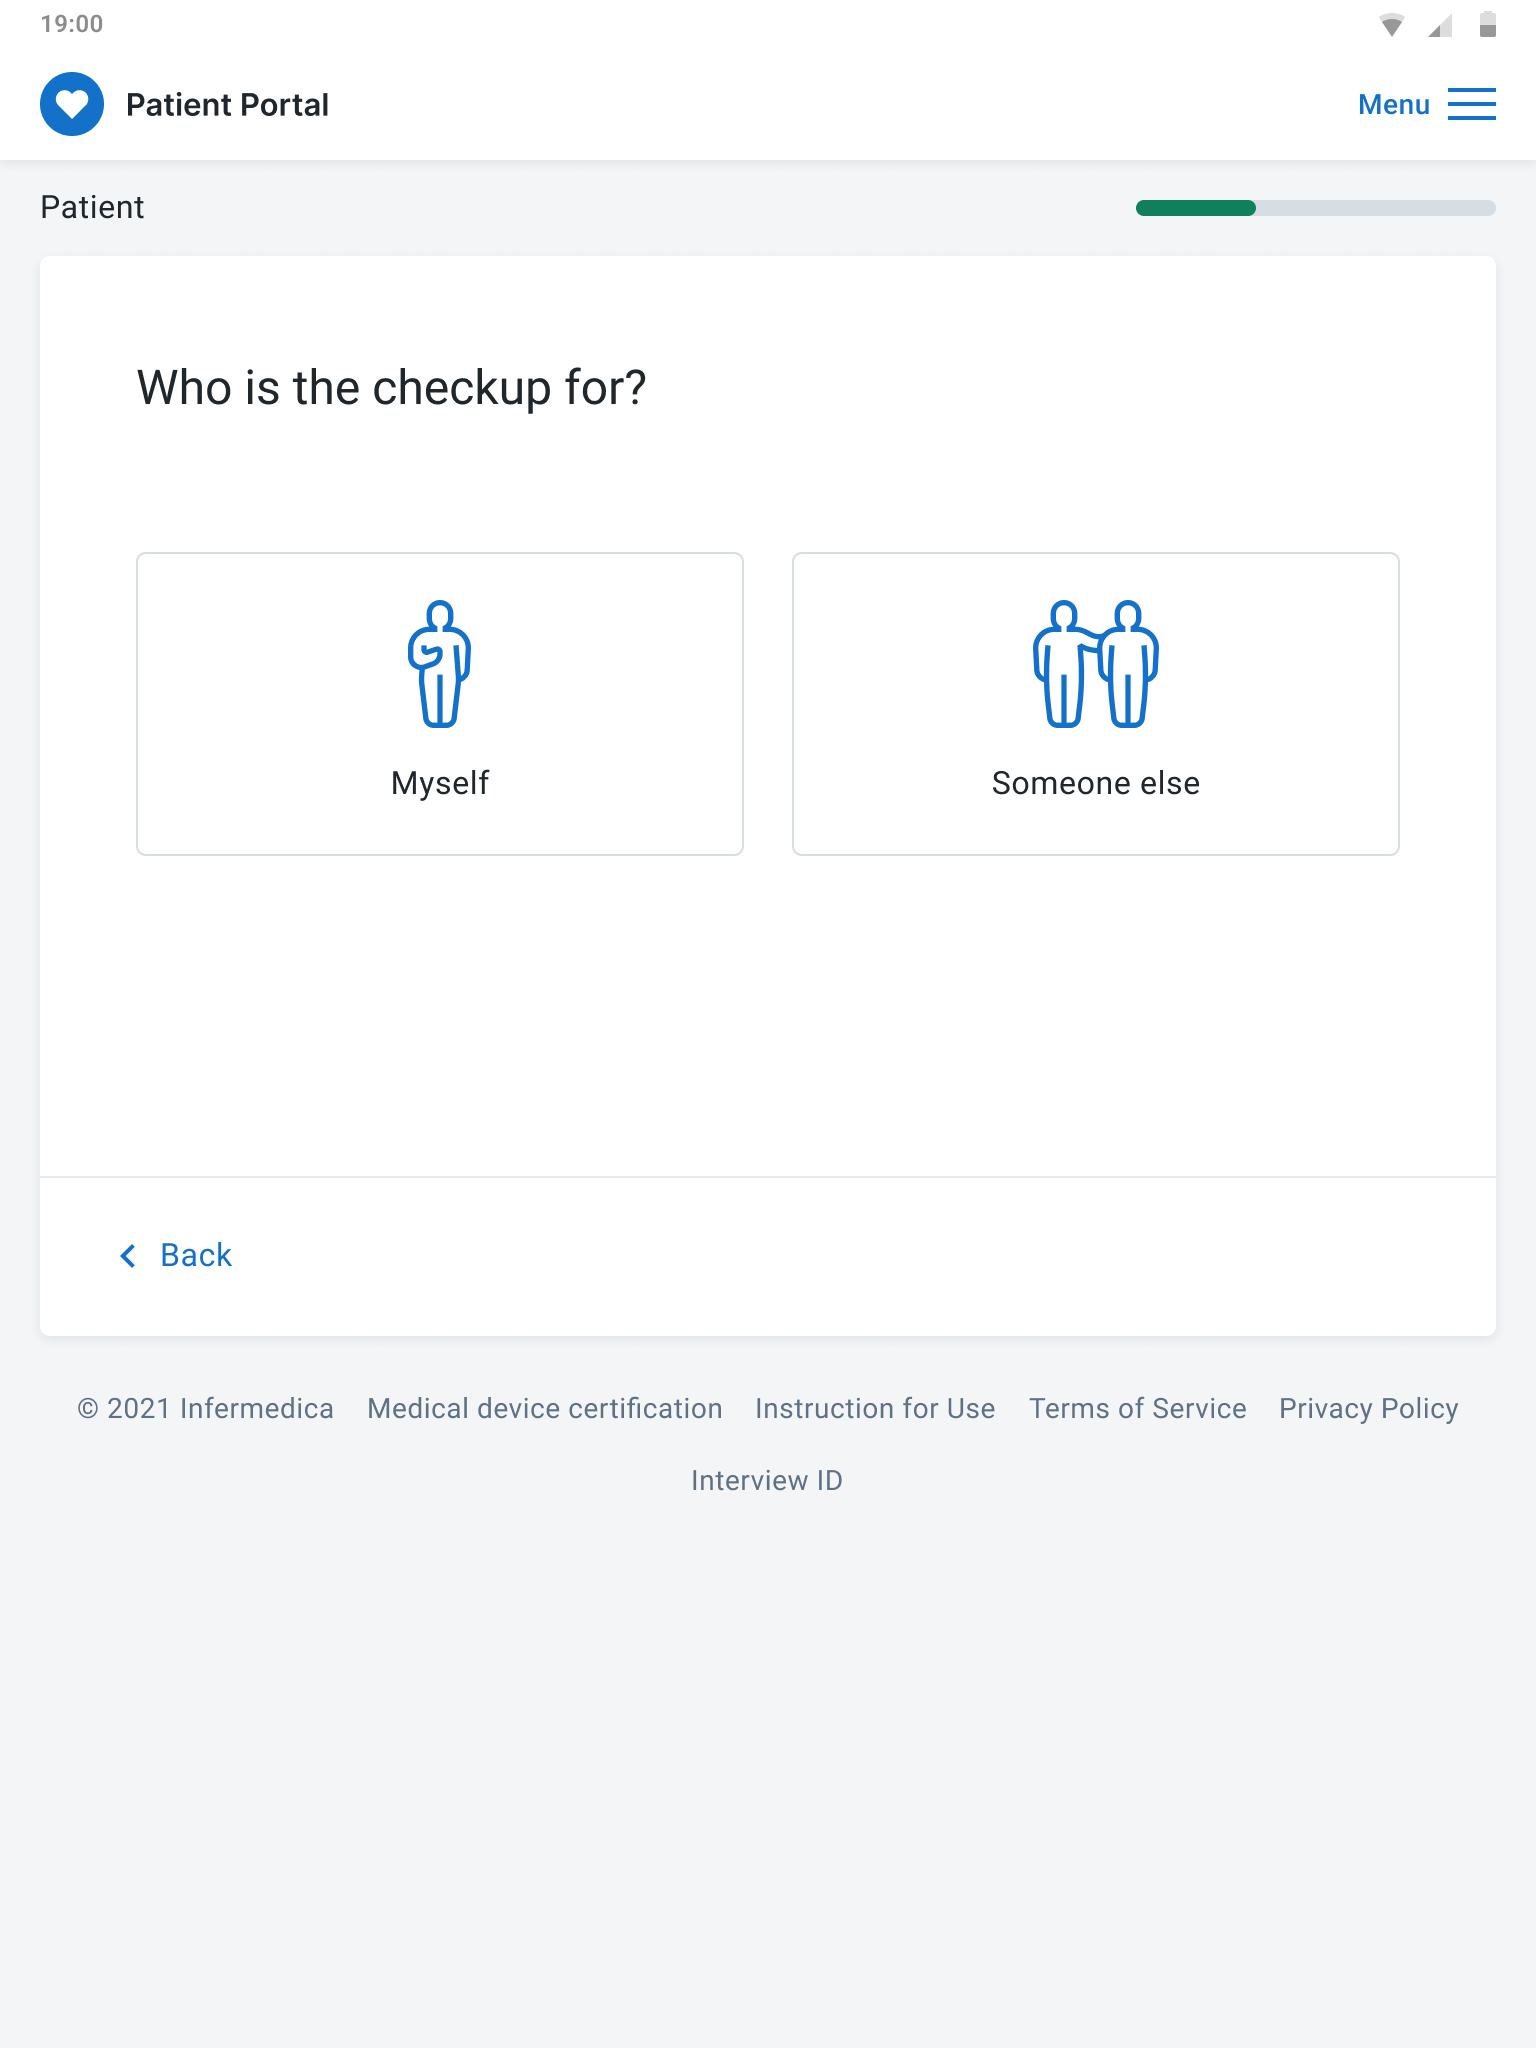 19:00
Patient Portal
Menu
Patient
Who is the checkup for?
Myself
Someone else
Back
© 2021 Infermedica Medical device certification Instruction for Use Terms of Service Privacy Policy
Interview ID